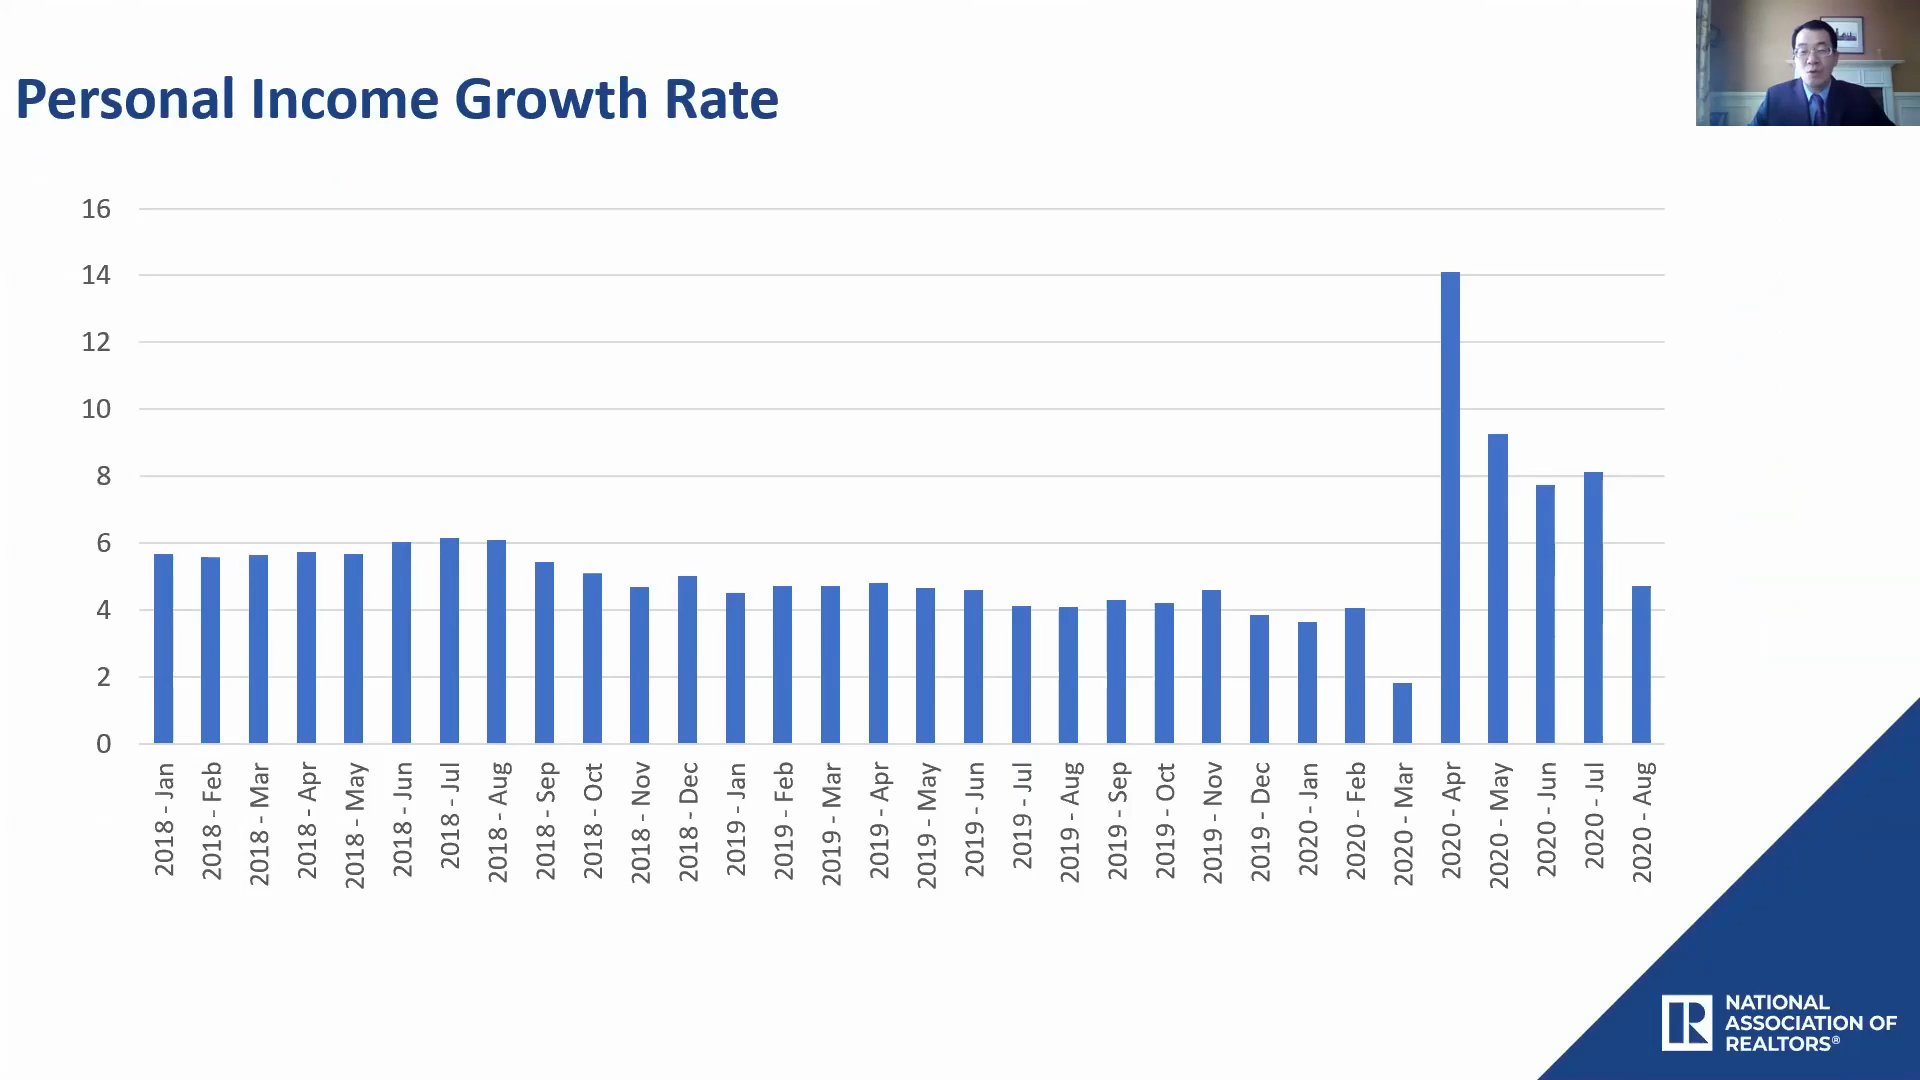 Personal Income Growth Rate
16
14
12
10
8
6
4
2
0
2018 - Jan
2018 - Feb
2018 - Mar
2018 - Apr
2018 - May
2018 - Jun
2018 - Jul
2018 - Aug
2018 - Sep
2018 - Oct
2018 - Nov
2018 - Dec
2019 - Jan
2019 - Feb
2019 - Mar
2019 - Apr
2019 - May
2019 - Jun
2019 - Jul
2019 - Aug
2019 - Sep
2019 - Oct
2019 - Nov
2019 - Dec
2020 - Jan
2020 - Feb
2020 - Mar
2020 - Apr
2020 - May
2020 - Jun
2020 - Jul
2020 - Aug
R
NATIONAL
ASSOCIATION OF
REALTORS®